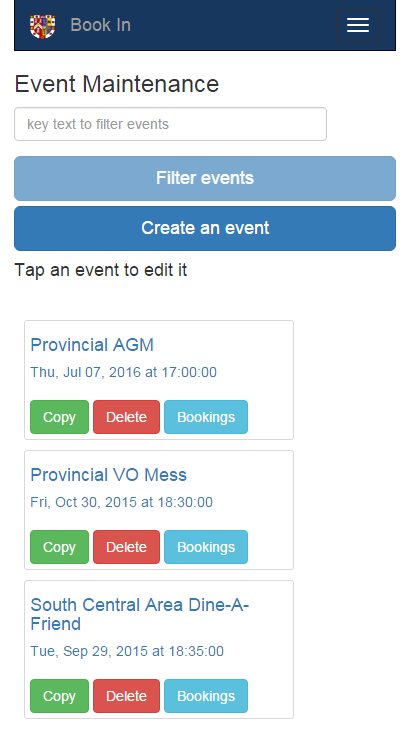 Book In
Event Maintenance
key text to filter events
Filter events
Create an event
Tap an event to edit it
Provincial AGM
Thu, Jul 07, 2016 at 17:00:00
Copy Delete Bookings
Provincial VO Mess
Fri, Oct 30, 2015 at 18:30:00
Copy Delete Bookings
South Central Area Dine-A-
Friend
Tue, Sep 29, 2015 at 18:35:00
Copy Delete Bookings